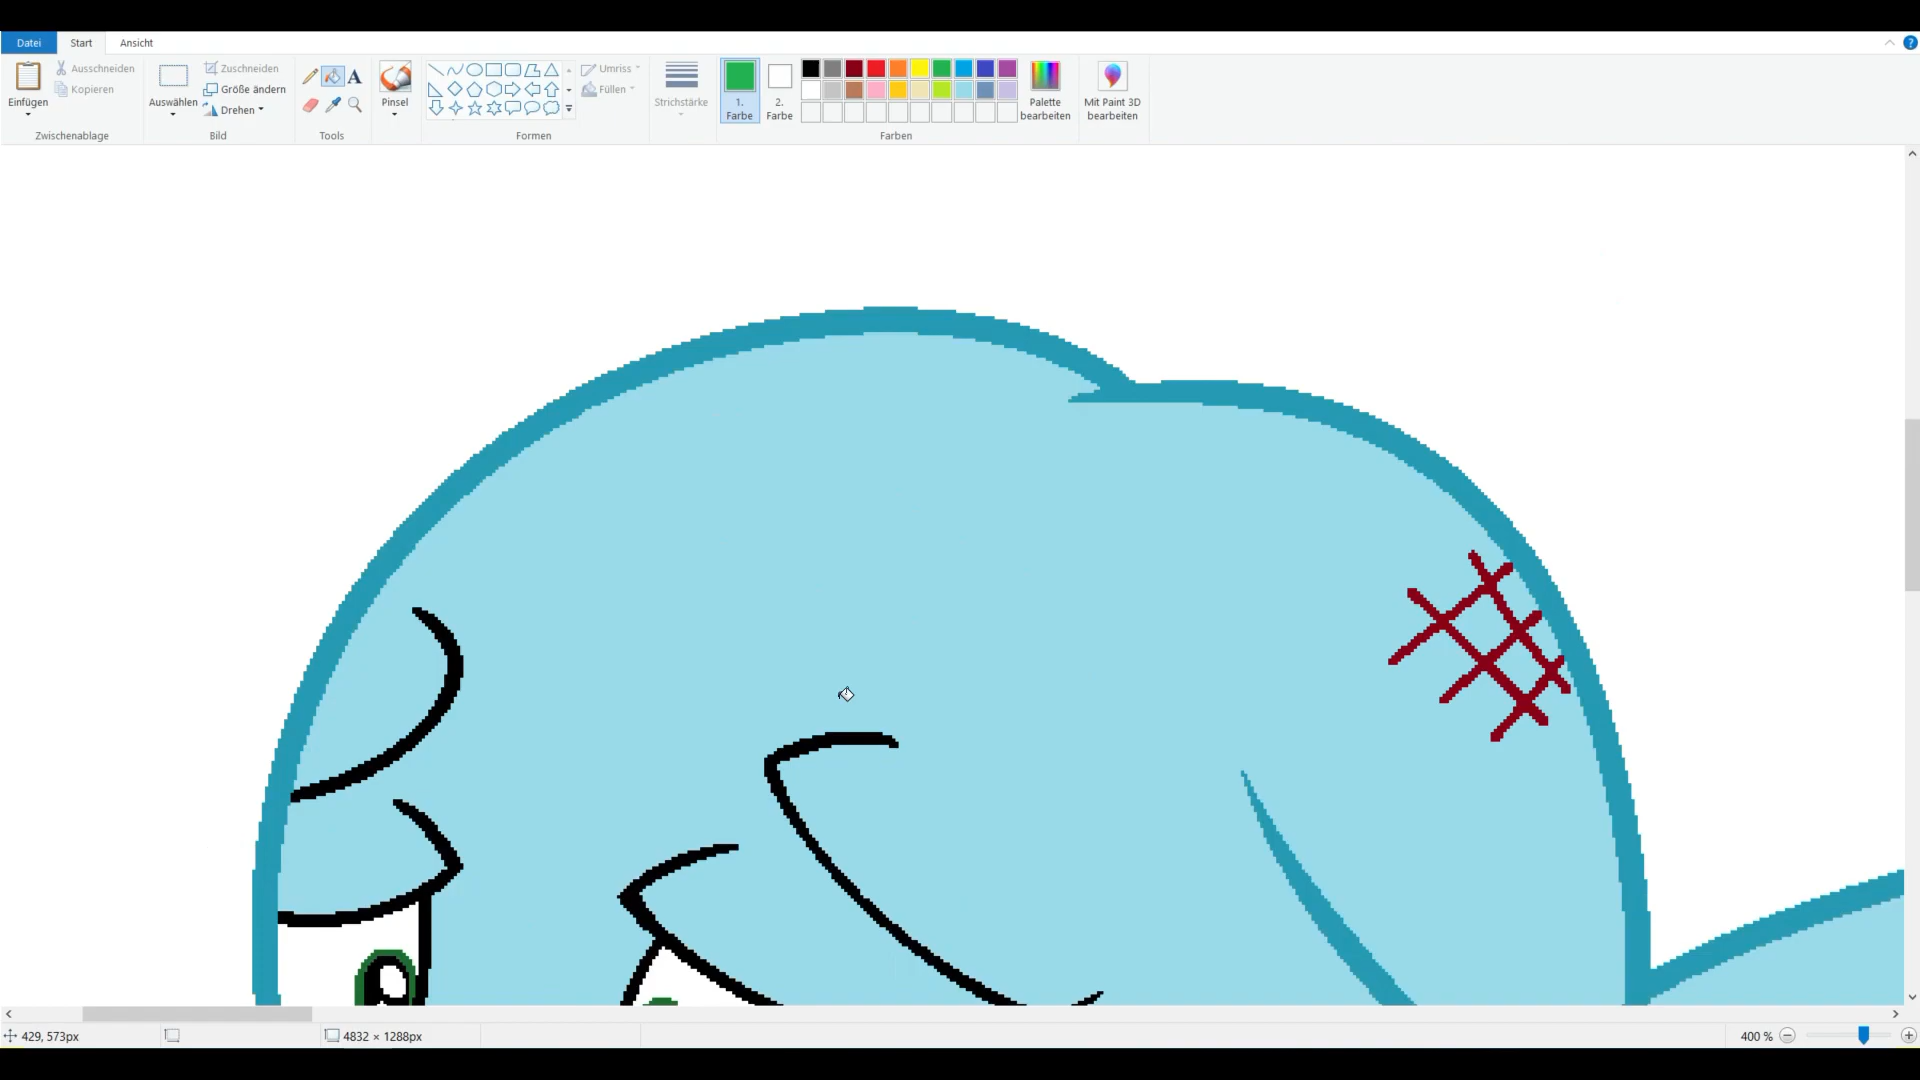 Datei Start Ansicht
Einfügen
Ausschneiden
Kopieren
Zwischenablage
Auswählen
Zuschneiden
Größe ändern
Drehen
Bild
A
Tools
Pinsel
Umriss
Füllen
Formen
Strichstärke
1.
Farbe
2.
Farbe
Palette
bearbeiten
Farben
Mit Paint 3D
bearbeiten
?
429, 573px
4832 × 1288px
400 %